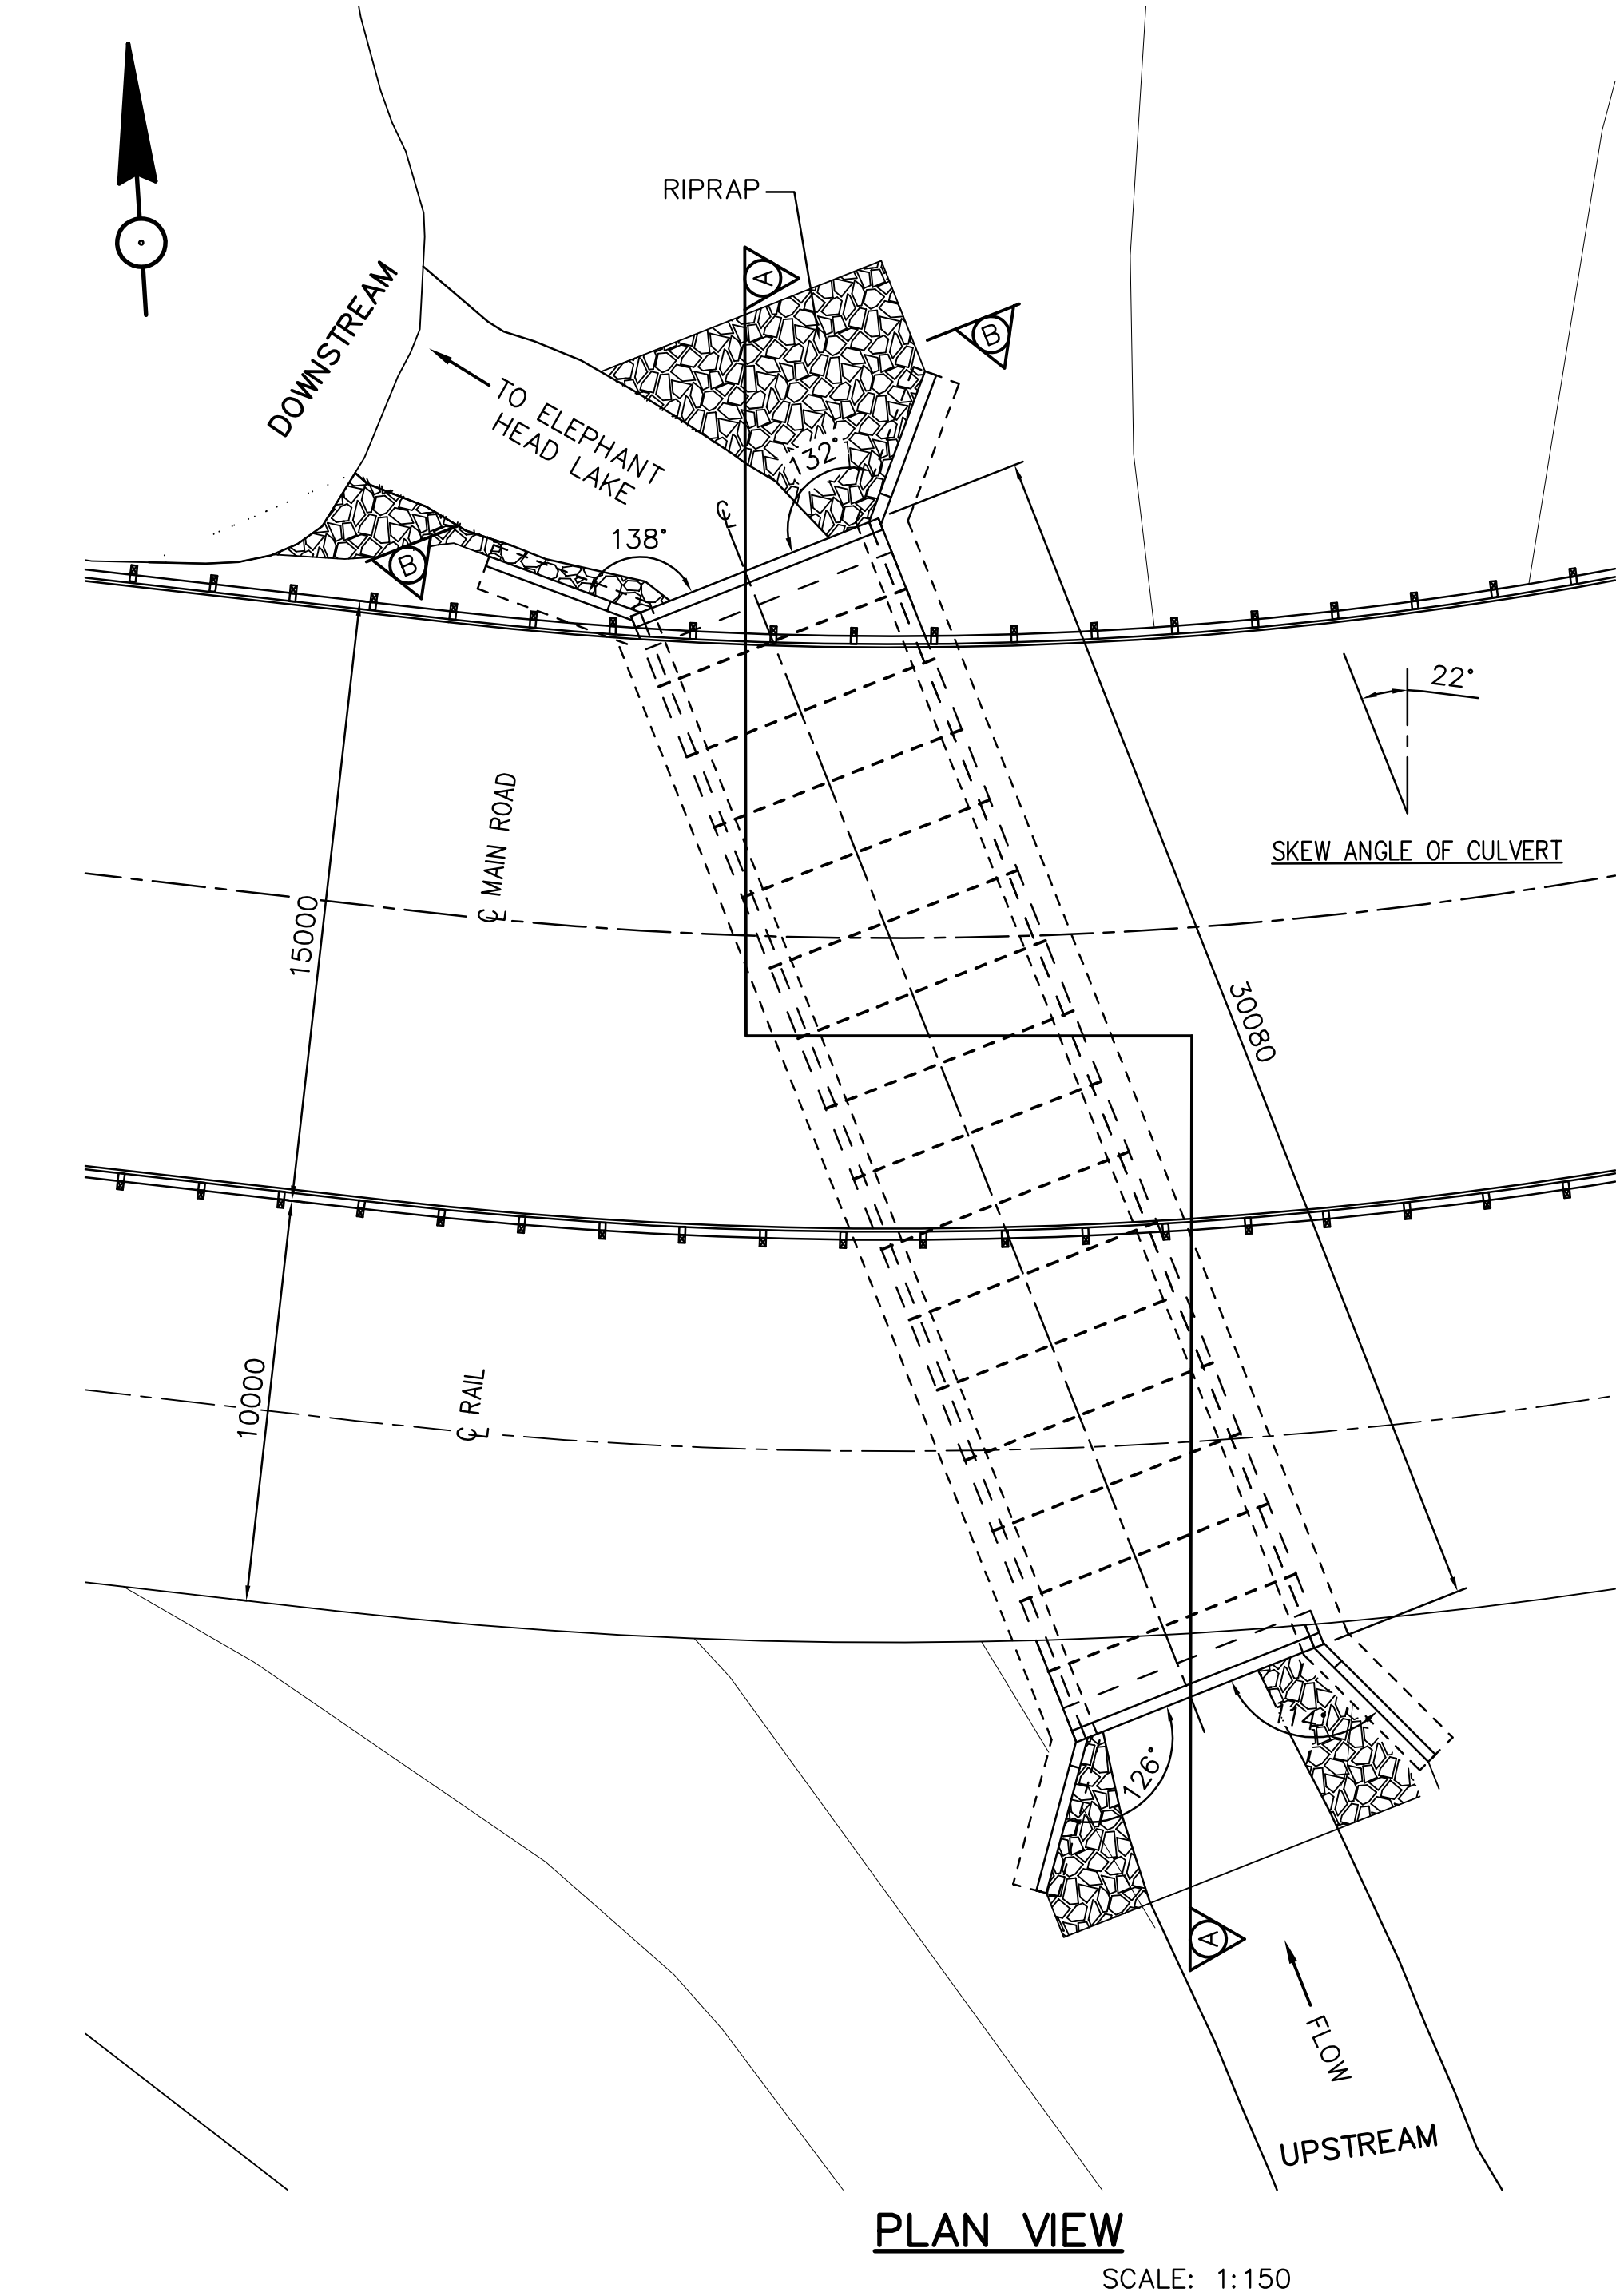 RIPRAP
A
B
DOWNSTREAM
TO ELEPHANT
HEAD LAKE
132°
℄
138°
B
22°
SKEW ANGLE OF CULVERT
℄ MAIN ROAD
15000
30080
10000
℄ RAIL
114°
126°
A
FLOW
UPSTREAM
PLAN VIEW
SCALE: 1:150